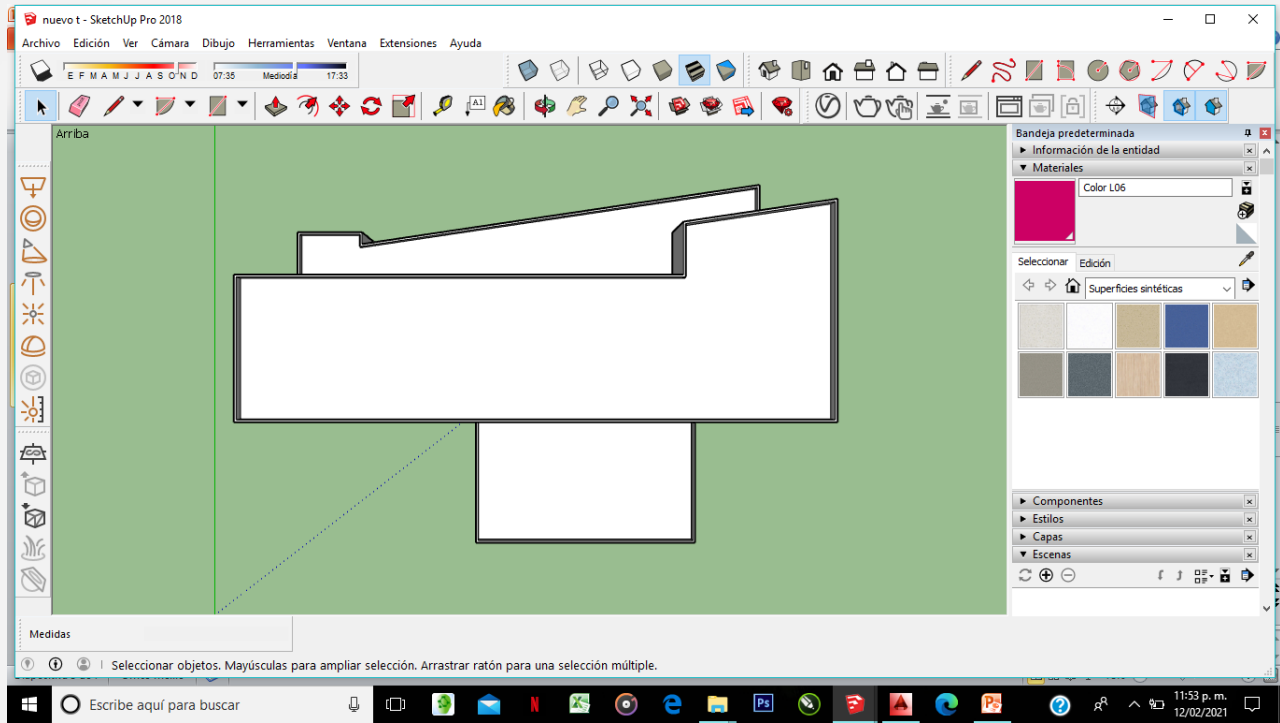 nuevo t - SketchUp Pro 2018
Archivo Edición Ver Cámara Dibujo Herramientas Ventana Extensiones Ayuda
E F M A M J J A S O N D 07:35 Mediodía 17:33
A1
Arriba
Bandeja predeterminada
Información de la entidad
Materiales
Color L06
Seleccionar Edición
Superficies sintéticas
Componentes
Estilos
Capas
Escenas
Medidas
Seleccionar objetos. Mayúsculas para ampliar selección. Arrastrar ratón para una selección múltiple.
Escribe aquí para buscar
N
Ps
11:53 p. m.
12/02/2021